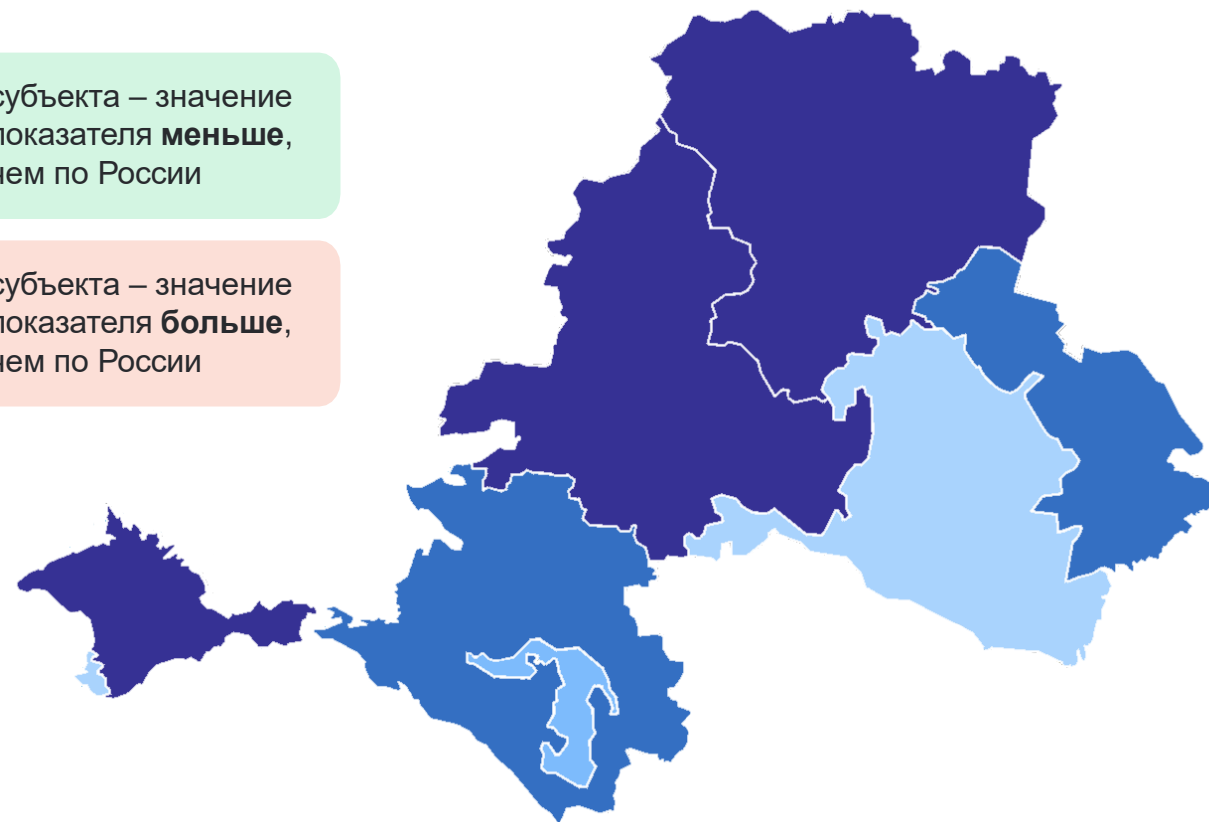 субъекта – значение
показателя меньше,
чем по России
субъекта – значение
показателя больше,
чем по России